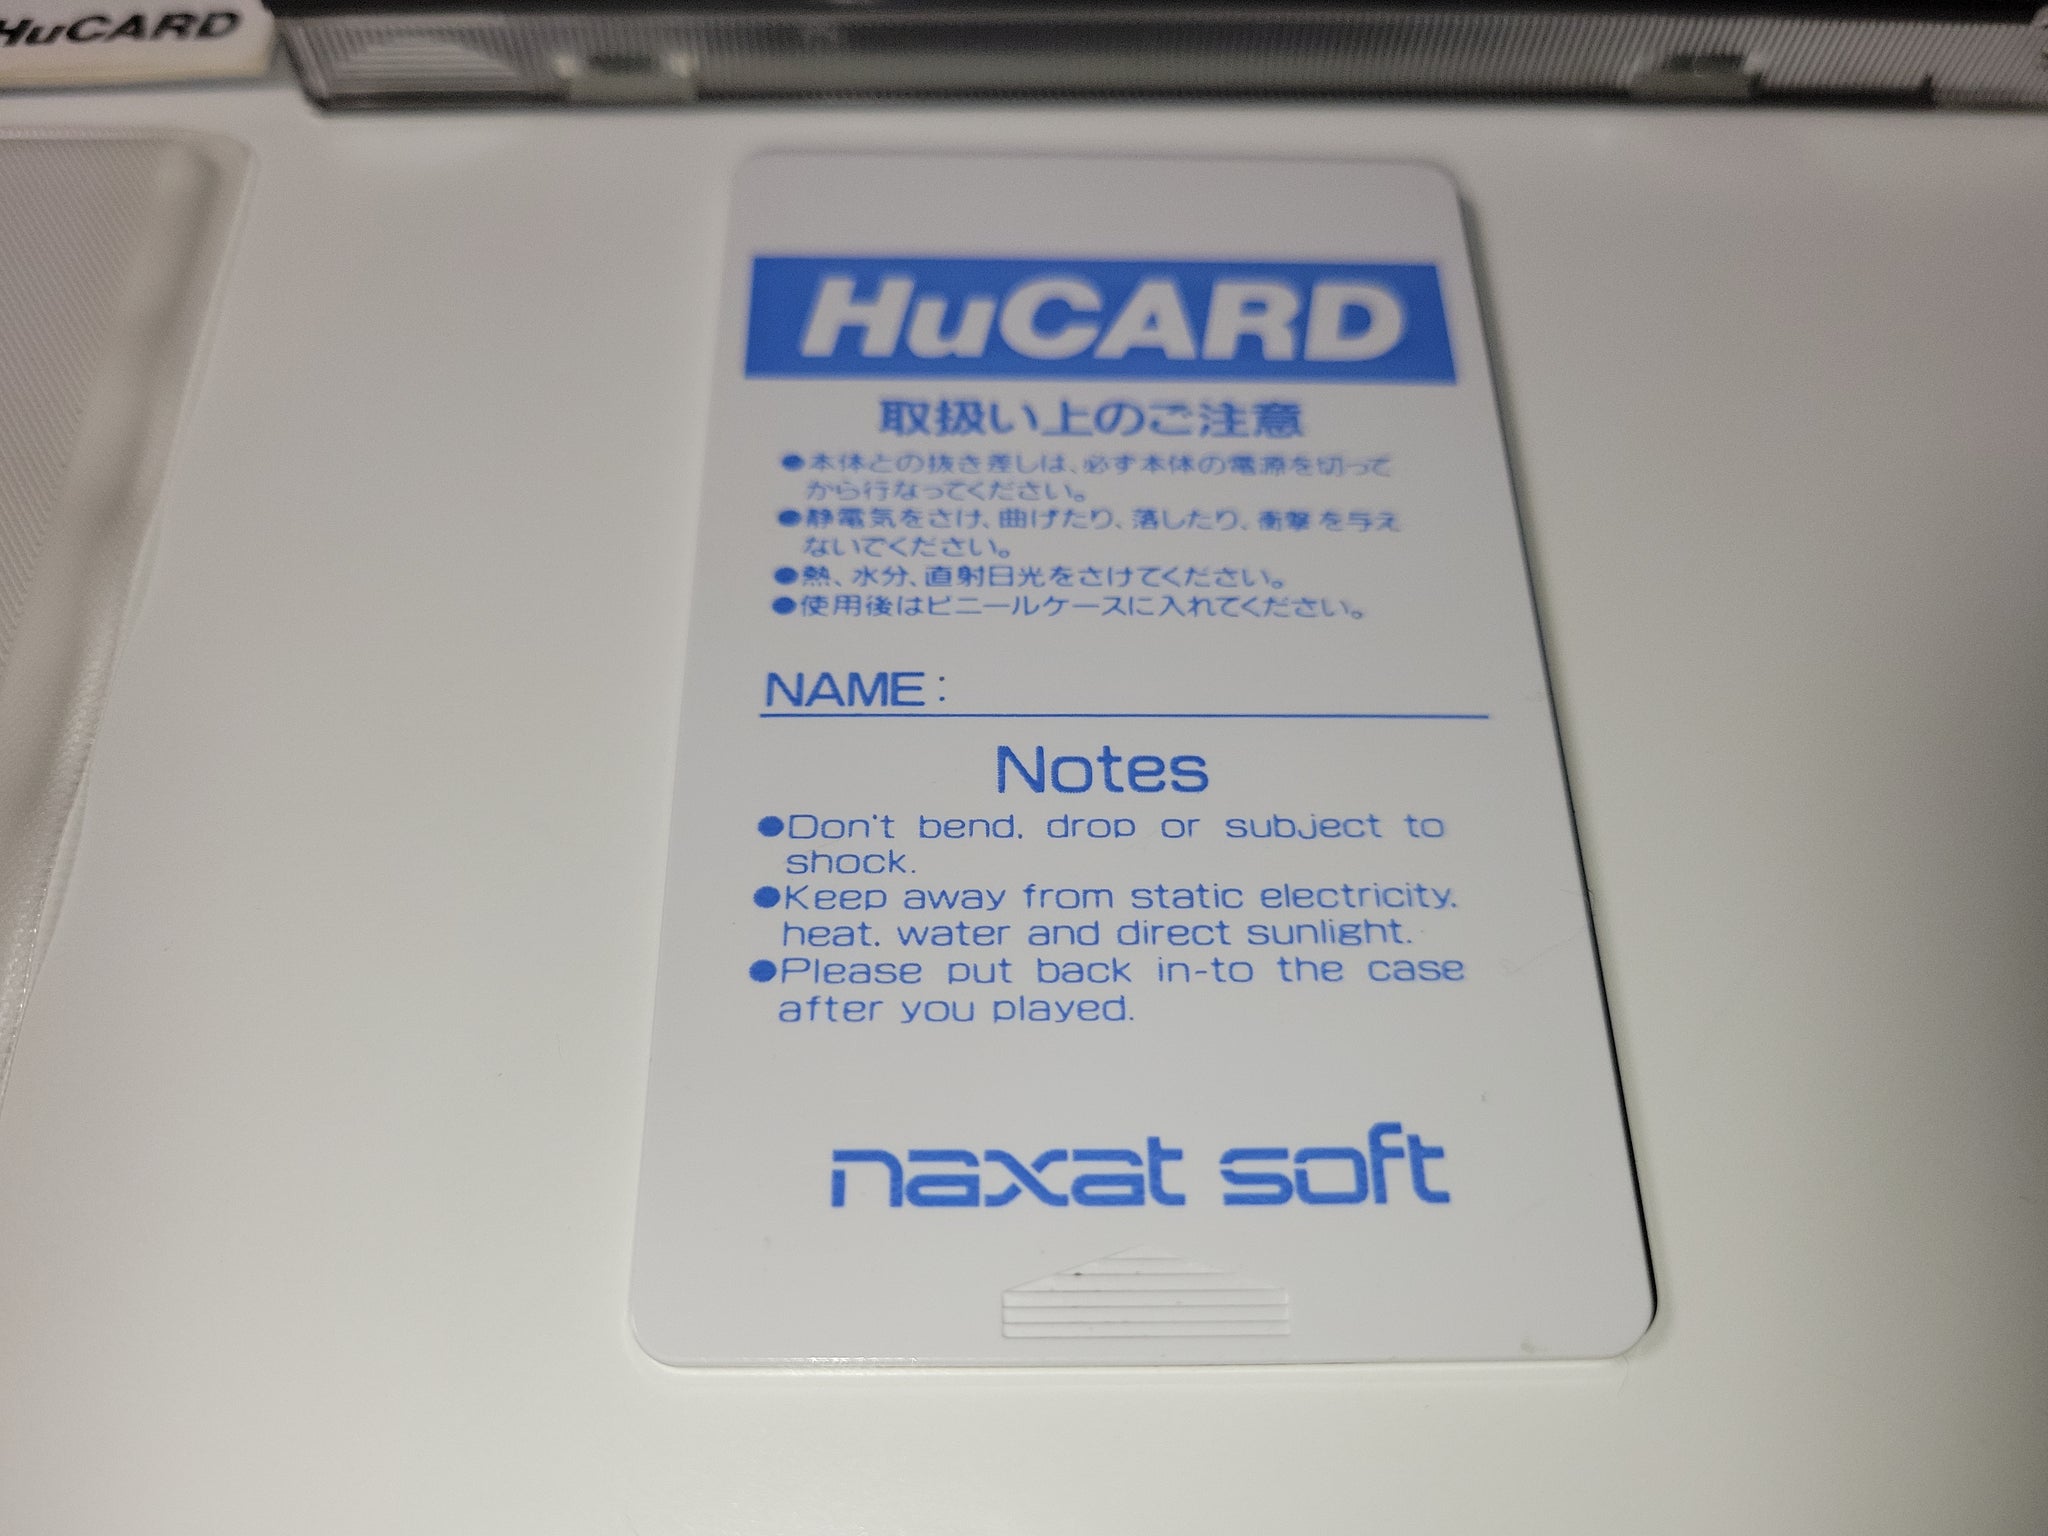 HuCARD
HuCARD
取扱い上のご注意
●本体との抜き差しは、必ず本体の電源を切って
から行なってください。
●静電気をさけ、曲げたり、落したり、衝撃を与え
ないでください。
●熱、水分、直射日光をさけてください。
●使用後はビニールケースに入れてください。
NAME:
Notes
●Don't bend, drop or subject to
shock.
●Keep away from static electricity,
heat, water and direct sunlight.
●Please put back in-to the case
after you played.
naxat soft